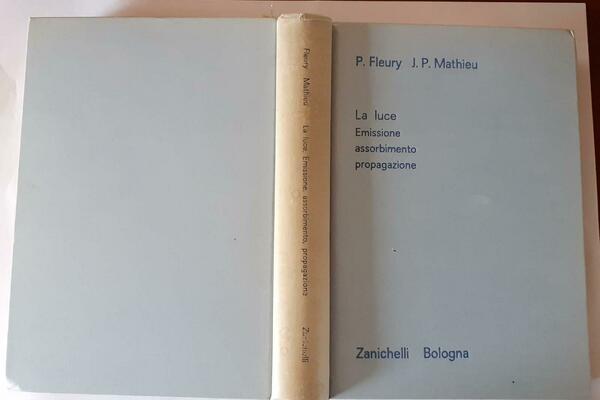 Fleury Mathieu La luce. Emissione, assorbimento, propagazione Zanichelli
P. Fleury J. P. Mathieu
La luce
Emissione
assorbimento
propagazione
Zanichelli Bologna